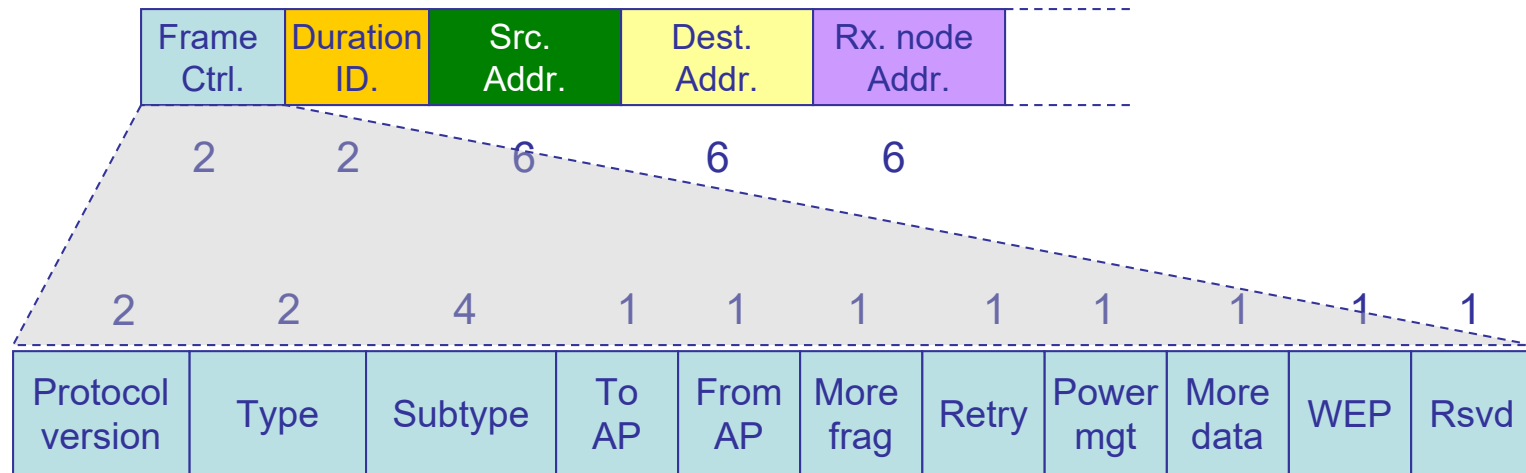 Frame Duration Src. Dest. Rx. node
Ctrl. ID. Addr. Addr. Addr.
2 2 6 6 6
2 2 4 1 1 1 1 1 1 1 1
Protocol To From More Power More
version Type Subtype AP AP frag Retry mgt data WEP Rsvd